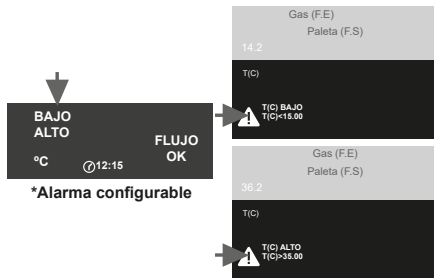 Gas (F.E)
Paleta (F.S)
14.2
T(C)
T(C) BAJO
T(C)<15.00
BAJO
ALTO
FLUJO
OK
ºC
12:15
*Alarma configurable
Gas (F.E)
Paleta (F.S)
36.2
T(C)
T(C) ALTO
T(C)>35.00